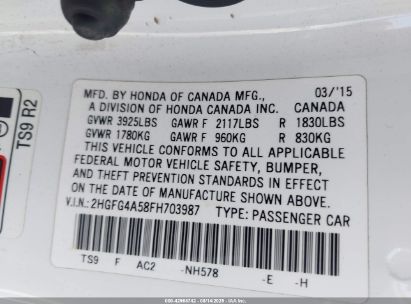 MFD. BY HONDA OF CANADA MFG., 03/'15
A DIVISION OF HONDA CANADA INC. CANADA
GVWR 3925LBS GAWR F 2117LBS R 1830LBS
GVWR 1780KG GAWR F 960KG R 830KG
THIS VEHICLE CONFORMS TO ALL APPLICABLE
FEDERAL MOTOR VEHICLE SAFETY, BUMPER,
AND THEFT PREVENTION STANDARDS IN EFFECT
ON THE DATE OF MANUFACTURE SHOWN ABOVE.
V.I.N.: 2HGFG4A58FH703987 TYPE: PASSENGER CAR
TS9 F AC2 -NH578 -E -H
TS9 R2